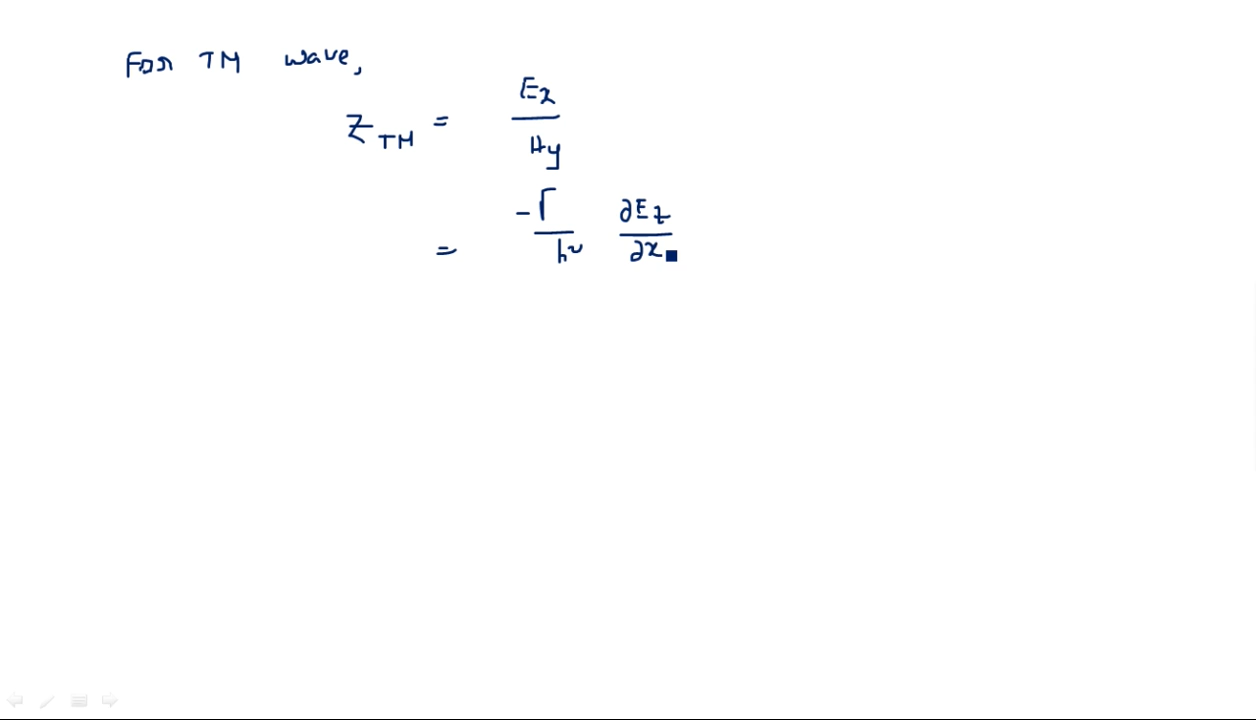 For TM wave,
Z_TM = Ex / Hy
= -Γ / h² ∂Ez / ∂x